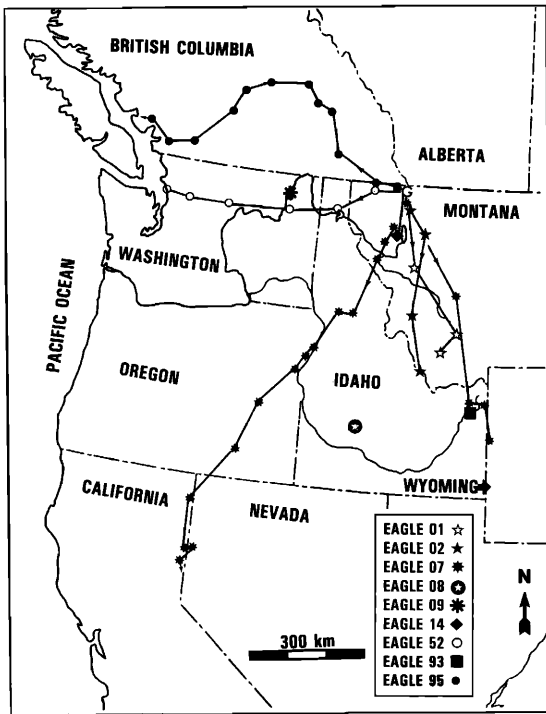 BRITISH COLUMBIA
ALBERTA
MONTANA
WASHINGTON
PACIFIC OCEAN
OREGON
IDAHO
WYOMING
CALIFORNIA
NEVADA
EAGLE 01
EAGLE 02
EAGLE 07
EAGLE 08
EAGLE 09
EAGLE 14
EAGLE 52
EAGLE 93
EAGLE 95
N
300 km